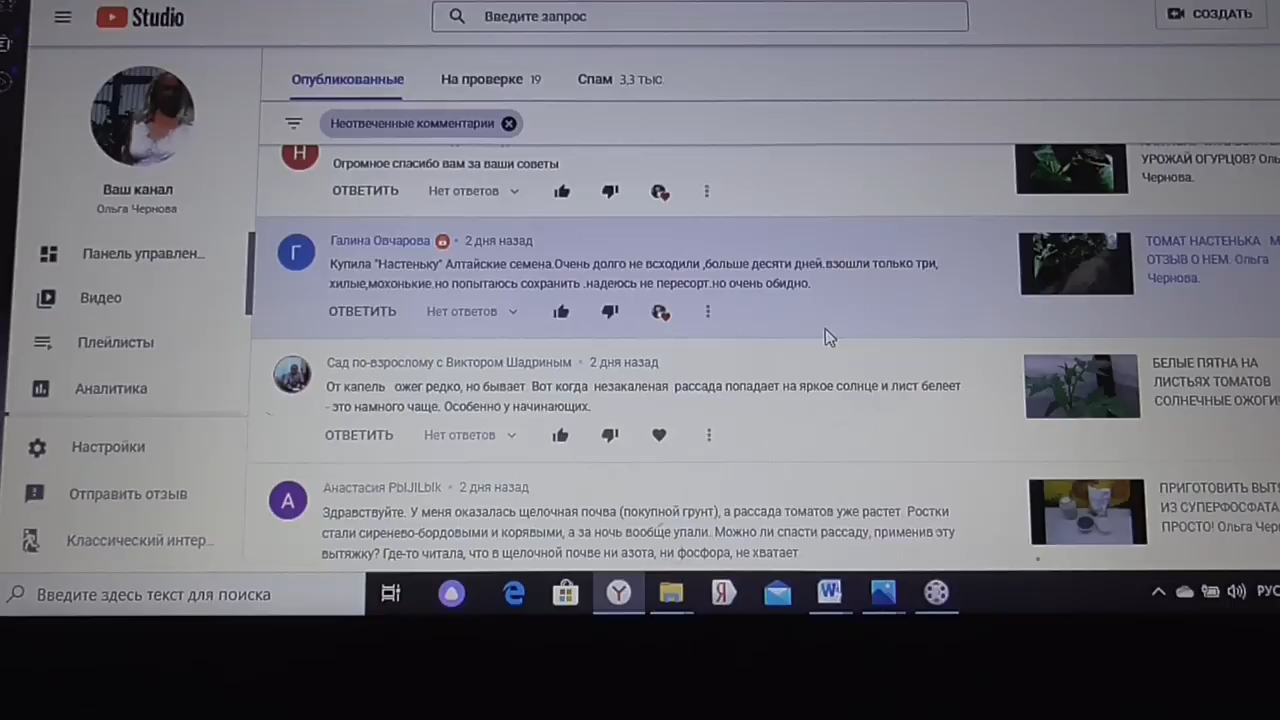 Studio
Введите запрос
СОЗДАТЬ
Опубликованные
На проверке 19
Спам 3,3 тыс.
Неотвеченные комментарии
Ваш канал
Ольга Чернова
Панель управлен...
Видео
Плейлисты
Аналитика
Настройки
Отправить отзыв
Классический интер...
Н
Огромное спасибо вам за ваши советы
ОТВЕТИТЬ Нет ответов
УРОЖАЙ ОГУРЦОВ? Оль
Чернова.
Г
Галина Овчарова • 2 дня назад
Купила "Настеньку" Алтайские семена.Очень долго не всходили ,больше десяти дней.взошли только три,
хилые,мохонькие.но попытаюсь сохранить .надеюсь не пересорт.но очень обидно.
ОТВЕТИТЬ Нет ответов
ТОМАТ НАСТЕНЬКА М
ОТЗЫВ О НЕМ. Ольга
Чернова.
Сад по-взрослому с Виктором Шадриным • 2 дня назад
От капель ожег редко, но бывает. Вот когда незакаленая рассада попадает на яркое солнце и лист белеет
- это намного чаще. Особенно у начинающих.
ОТВЕТИТЬ Нет ответов
БЕЛЫЕ ПЯТНА НА
ЛИСТЬЯХ ТОМАТОВ
СОЛНЕЧНЫЕ ОЖОГИ
А
Анастасия PblJlLblk • 2 дня назад
Здравствуйте. У меня оказалась щелочная почва (покупной грунт), а рассада томатов уже растет. Ростки
стали сиренево-бордовыми и корявыми, а за ночь вообще упали. Можно ли спасти рассаду, применив эту
вытяжку? Где-то читала, что в щелочной почве ни азота, ни фосфора, не хватает
ПРИГОТОВИТЬ ВЫТЯ
ИЗ СУПЕРФОСФАТА
ПРОСТО! Ольга Черн
Введите здесь текст для поиска
РУС